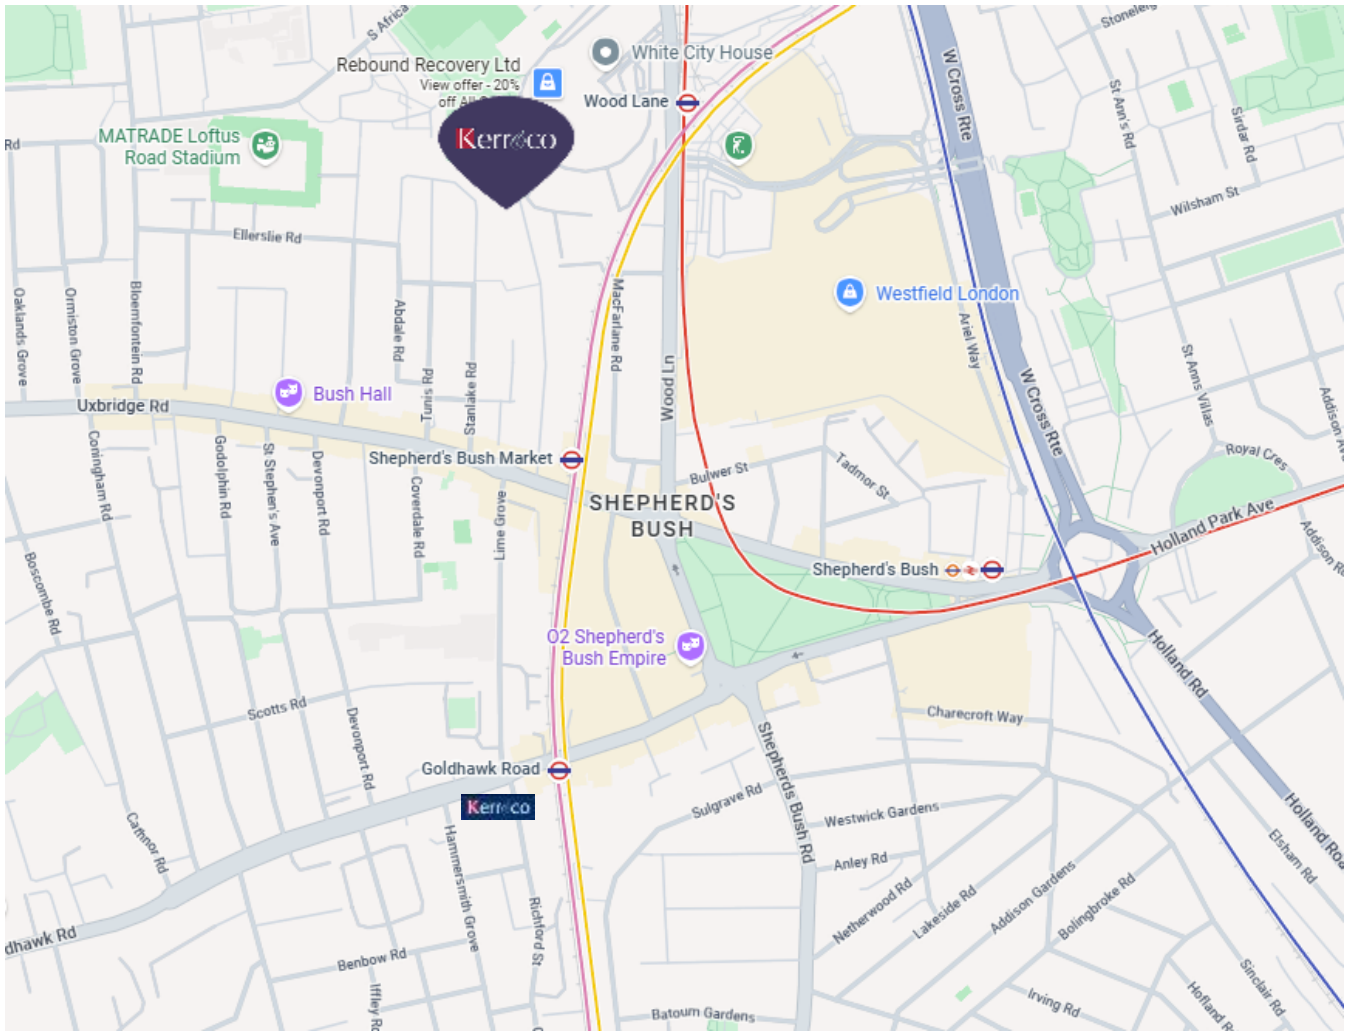 S Africa
Rebound Recovery Ltd
View offer - 20%
off
White City House
Wood Lane
W Cross Rte
Stoneleigh
St Ann's Rd
Sirdar Rd
Wilsham St
Rd
MATRADE Loftus
Road Stadium
Kerr&co
Ellerslie Rd
Oaklands Grove
Ormiston Grove
Bloemfontein Rd
Abdale Rd
Tunis Rd
Stanlake Rd
MacFarlane Rd
Wood Ln
Westfield London
Ariel Way
W Cross Rte
St Anns Villas
Addison Ave
Royal Cres
Uxbridge Rd
Bush Hall
Shepherd's Bush Market
Bulwer St
Tadmor St
SHEPHERD'S
BUSH
Coningham Rd
Godolphin Rd
St Stephen's Ave
Devonport Rd
Coverdale Rd
Lime Grove
Shepherd's Bush
Holland Park Ave
Addison Rd
Boscombe Rd
O2 Shepherd's
Bush Empire
Holland Rd
Scotts Rd
Devonport Rd
Charecroft Way
Goldhawk Road
Kerr&co
Shepherds Bush Rd
Sulgrave Rd
Westwick Gardens
Anley Rd
Netherwood Rd
Lakeside Rd
Addison Gardens
Bolingbroke Rd
Holland Roa
Elsham Rd
Cathnor Rd
dhawk Rd
Hammersmith Grove
Richford St
Benbow Rd
Iffley Rd
Batoum Gardens
Irving Rd
Sinclair Rd
Hofland R